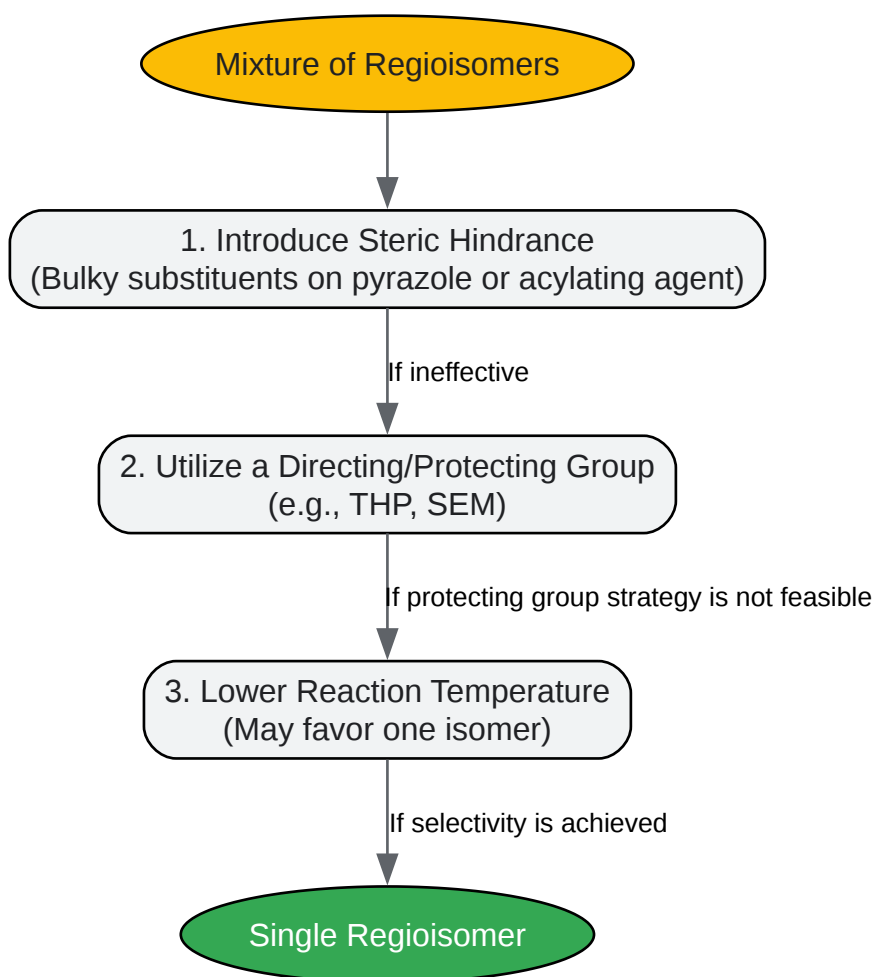 Mixture of Regioisomers
1. Introduce Steric Hindrance
(Bulky substituents on pyrazole or acylating agent)
If ineffective
2. Utilize a Directing/Protecting Group
(e.g., THP, SEM)
If protecting group strategy is not feasible
3. Lower Reaction Temperature
(May favor one isomer)
If selectivity is achieved
Single Regioisomer